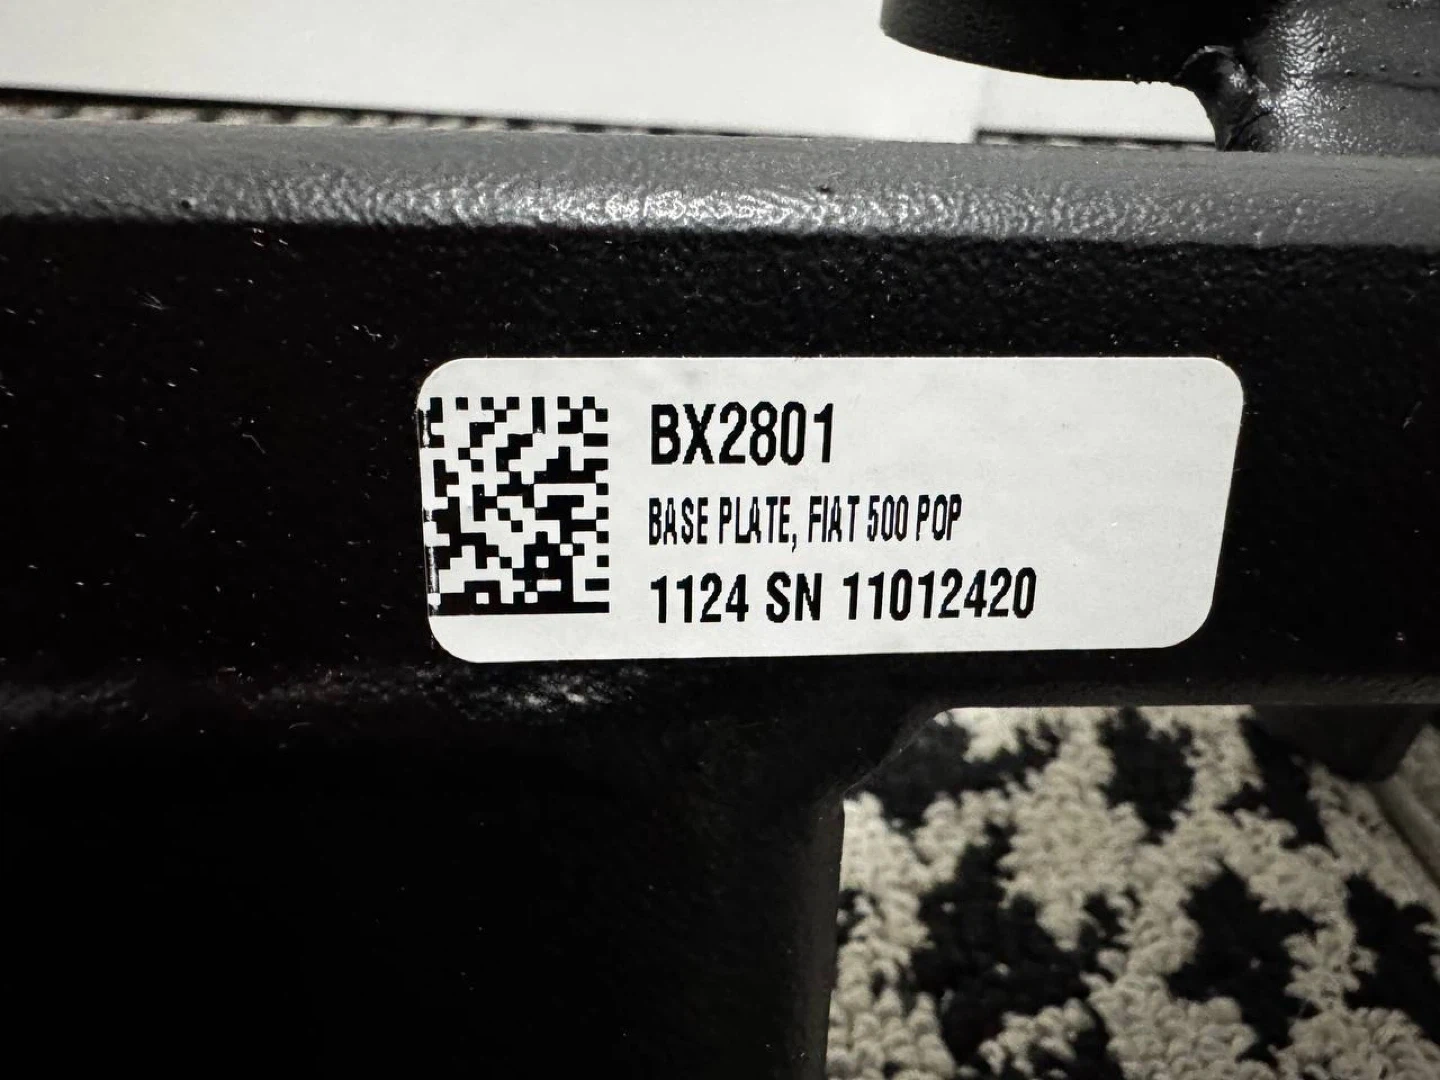 BX2801
BASE PLATE, FIAT 500 POP
1124 SN 11012420